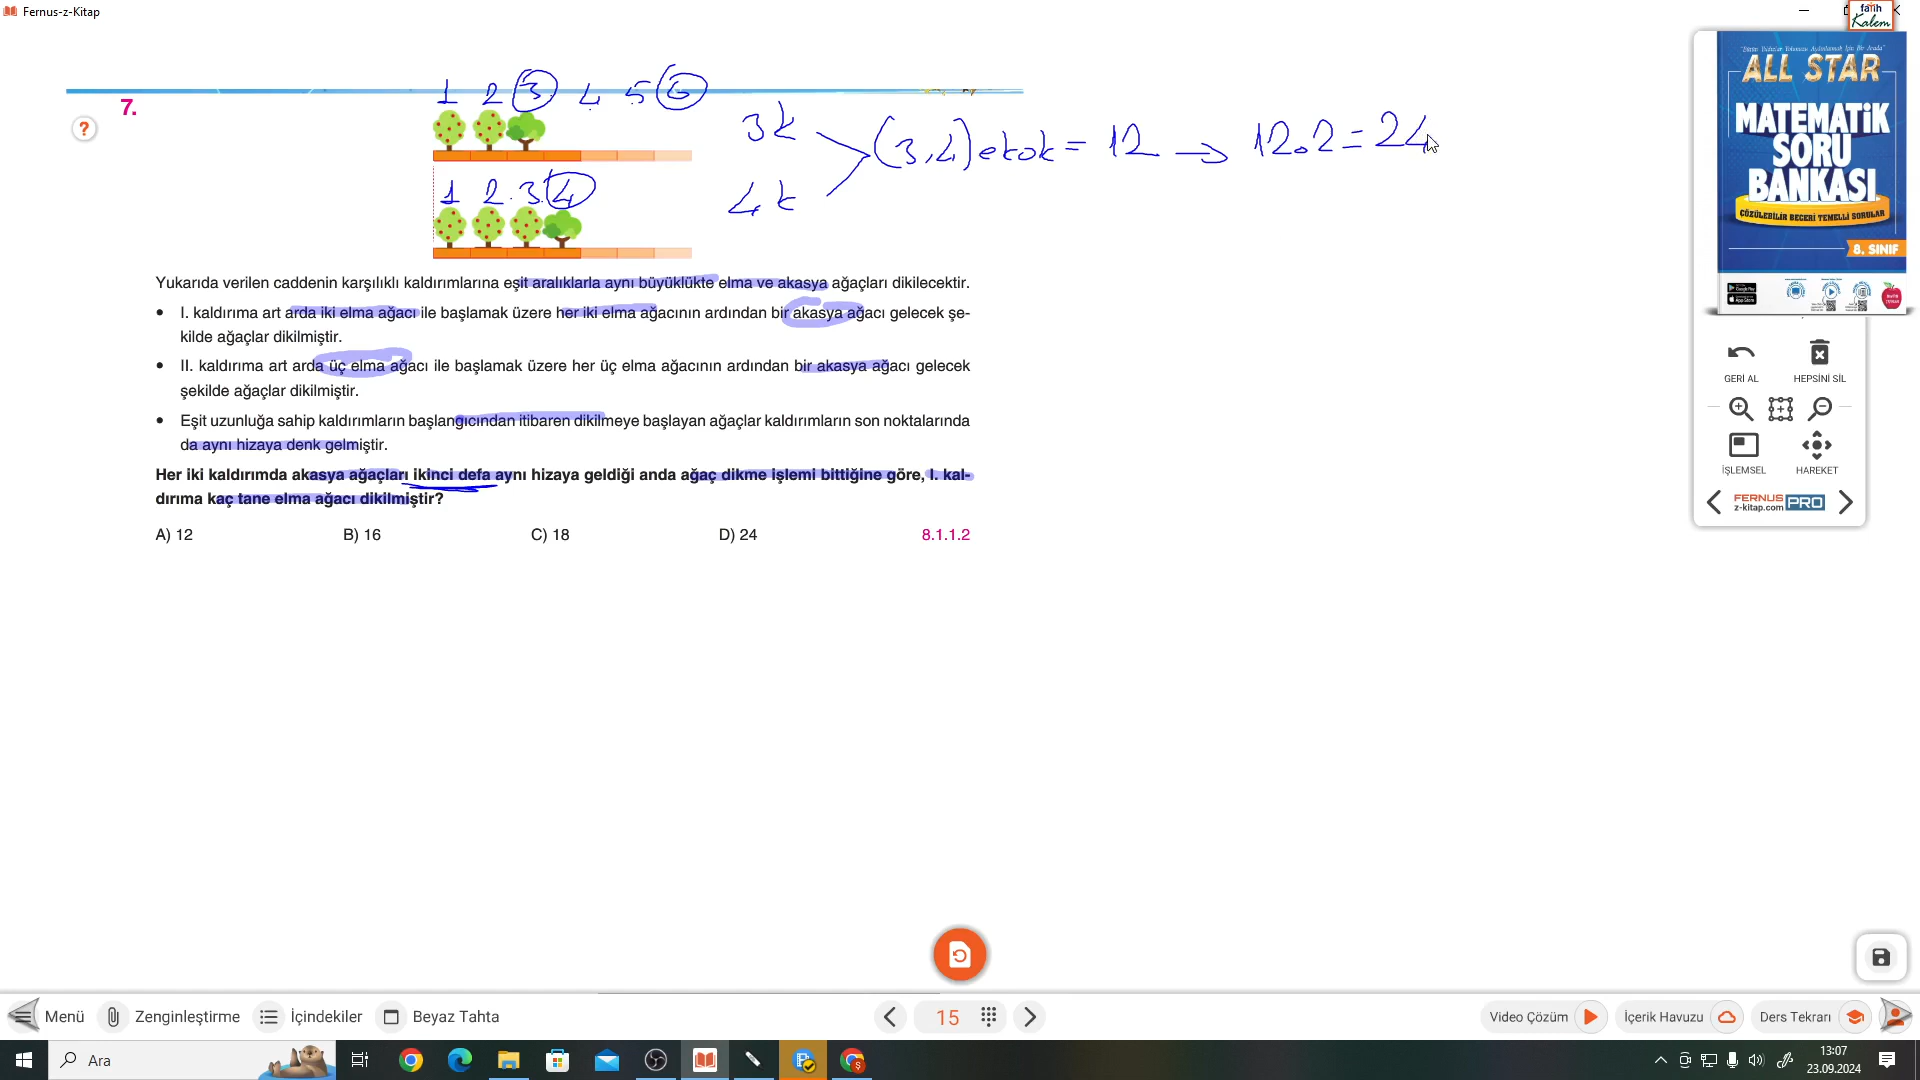 Fernus-z-Kitap
fatih
Kalem
1 2 3 4 5 6
7.
?
3k
(3,4)ekok = 12 → 12.2 = 24
1 2 3 4
4k
Yukarıda verilen caddenin karşılıklı kaldırımlarına eşit aralıklarla aynı büyüklükte elma ve akasya ağaçları dikilecektir.
• I. kaldırıma art arda iki elma ağacı ile başlamak üzere her iki elma ağacının ardından bir akasya ağacı gelecek şe-
kilde ağaçlar dikilmiştir.
• II. kaldırıma art arda üç elma ağacı ile başlamak üzere her üç elma ağacının ardından bir akasya ağacı gelecek
şekilde ağaçlar dikilmiştir.
• Eşit uzunluğa sahip kaldırımların başlangıcından itibaren dikilmeye başlayan ağaçlar kaldırımların son noktalarında
da aynı hizaya denk gelmiştir.
Her iki kaldırımda akasya ağaçları ikinci defa aynı hizaya geldiği anda ağaç dikme işlemi bittiğine göre, I. kal-
dırıma kaç tane elma ağacı dikilmiştir?
A) 12 B) 16 C) 18 D) 24 8.1.1.2
ALL STAR
MATEMATİK
SORU
BANKASI
ÇÖZÜLEBİLİR BECERİ TEMELLİ SORULAR
8. SINIF
GERİ AL HEPSİNİ SİL
İŞLEMSEL HAREKET
FERNUS PRO
z-kitap.com
Menü Zenginleştirme İçindekiler Beyaz Tahta 15 Video Çözüm İçerik Havuzu Ders Tekrarı
Ara
13:07
23.09.2024